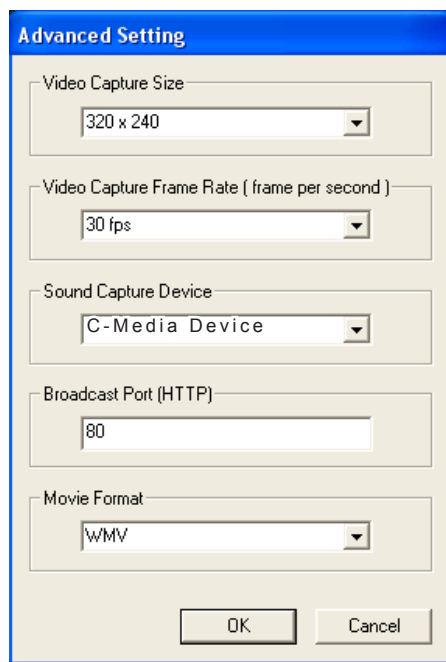 Advanced Setting
Video Capture Size
320 x 240
Video Capture Frame Rate ( frame per second )
30 fps
Sound Capture Device
C-Media Device
Broadcast Port (HTTP)
80
Movie Format
WMV
OK Cancel